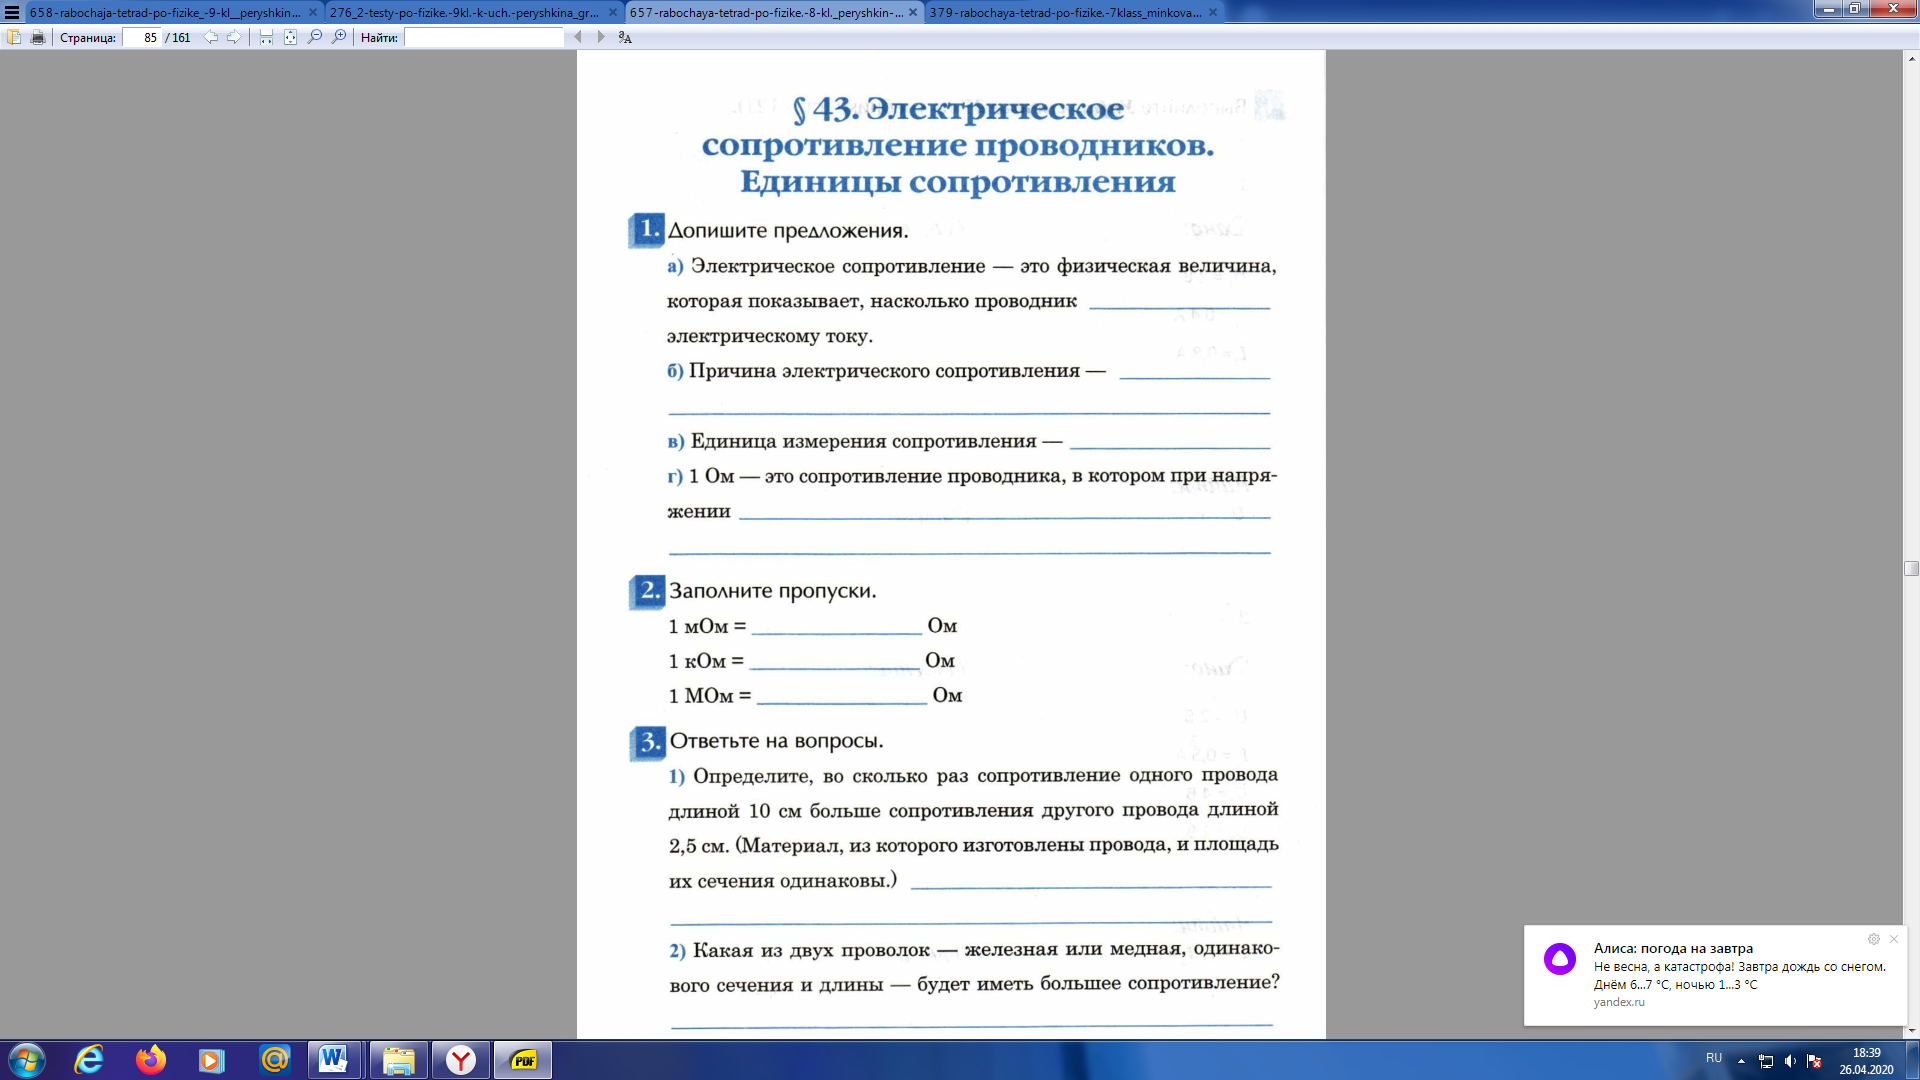 658-rabochaja-tetrad-po-fizike_-9-kl__peryshkin...
276_2-testy-po-fizike.-9kl.-k-uch.-peryshkina_gr...
657-rabochaya-tetrad-po-fizike.-8-kl._peryshkin-...
379-rabochaya-tetrad-po-fizike.-7klass_minkova...
Страница: 85 / 161 Найти:
§ 43. Электрическое
сопротивление проводников.
Единицы сопротивления
1. Допишите предложения.
а) Электрическое сопротивление — это физическая величина,
которая показывает, насколько проводник
электрическому току.
б) Причина электрического сопротивления —
в) Единица измерения сопротивления —
г) 1 Ом — это сопротивление проводника, в котором при напря-
жении
2. Заполните пропуски.
1 мОм = Ом
1 кОм = Ом
1 МОм = Ом
3. Ответьте на вопросы.
1) Определите, во сколько раз сопротивление одного провода
длиной 10 см больше сопротивления другого провода длиной
2,5 см. (Материал, из которого изготовлены провода, и площадь
их сечения одинаковы.)
2) Какая из двух проволок — железная или медная, одинако-
вого сечения и длины — будет иметь большее сопротивление?
Алиса: погода на завтра
Не весна, а катастрофа! Завтра дождь со снегом.
Днём 6...7 °C, ночью 1...3 °C
yandex.ru
PDF
RU
18:39
26.04.2020